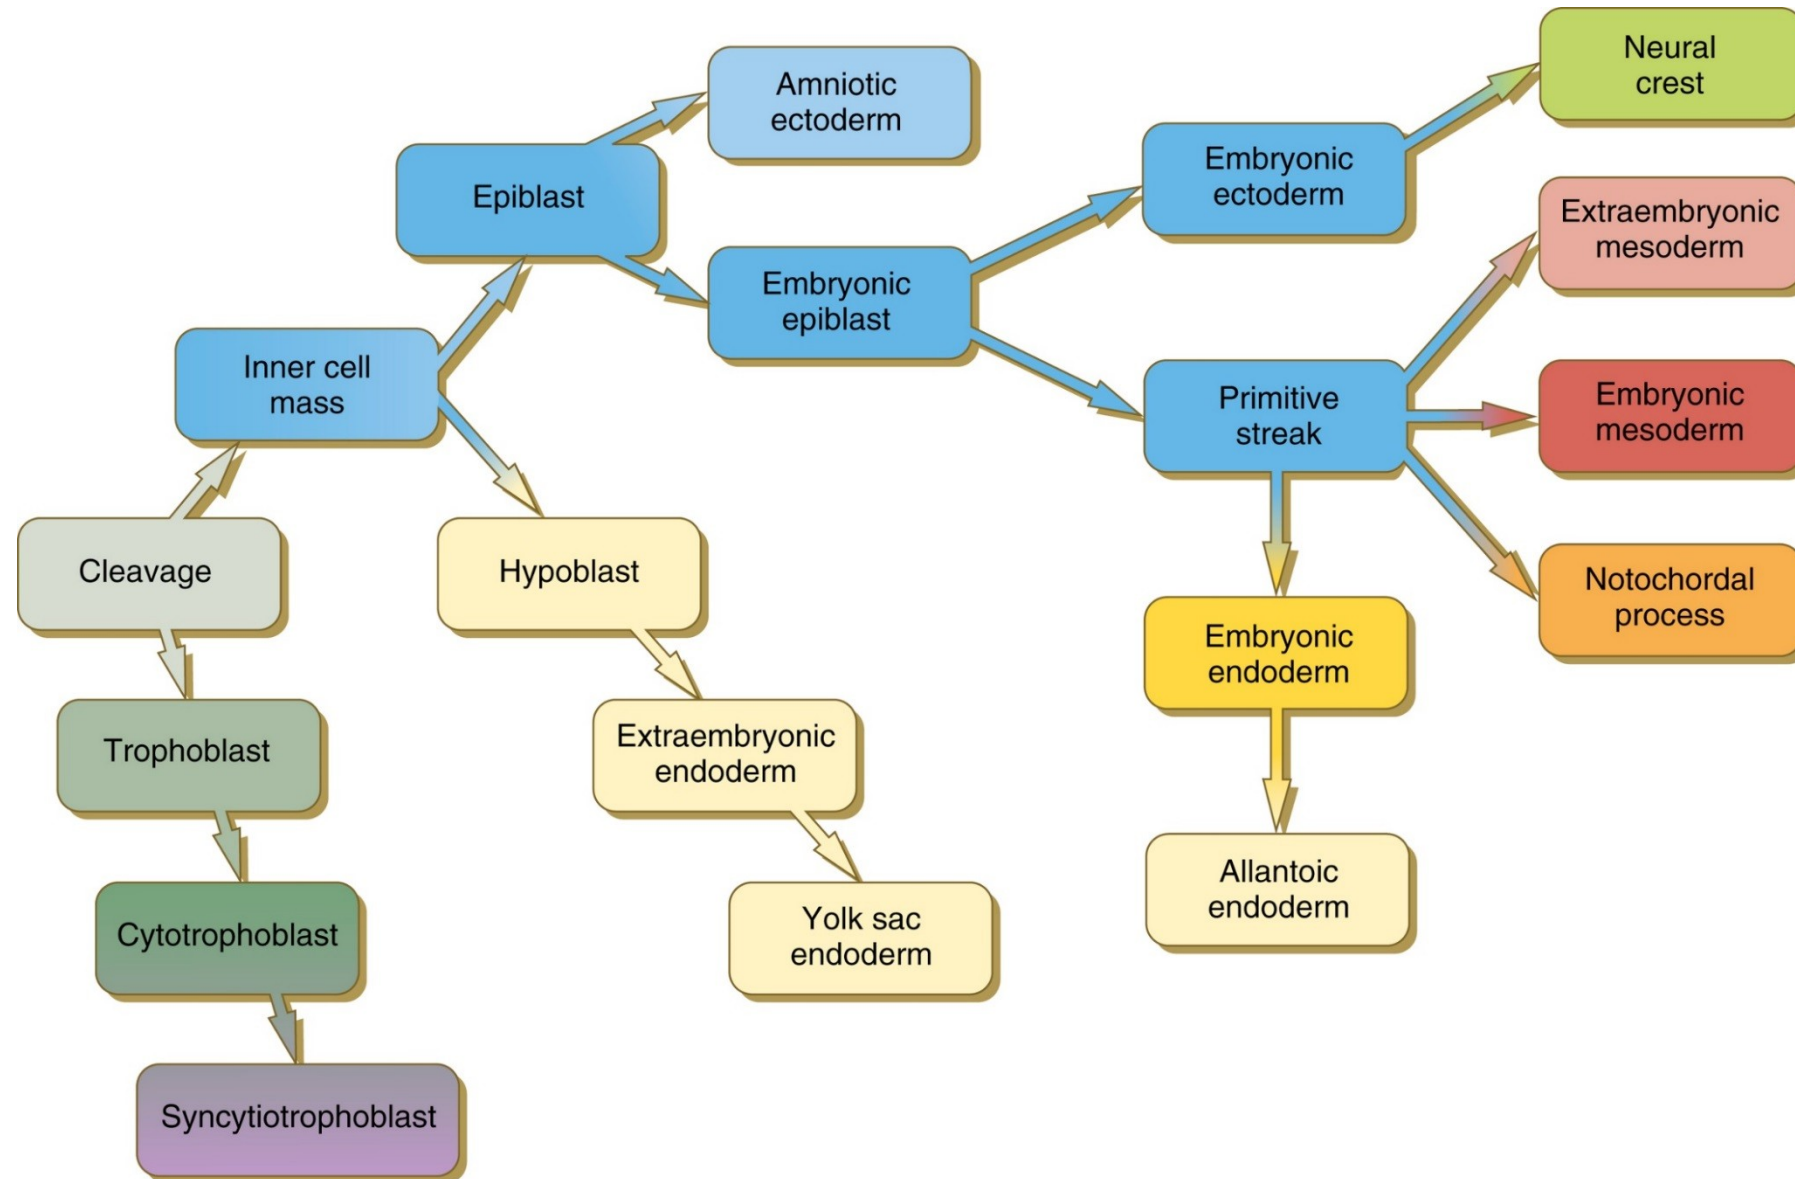 Neural
crest
Amniotic
ectoderm
Embryonic
ectoderm
Epiblast
Extraembryonic
mesoderm
Embryonic
epiblast
Inner cell
mass
Primitive
streak
Embryonic
mesoderm
Cleavage
Hypoblast
Notochordal
process
Embryonic
endoderm
Trophoblast
Extraembryonic
endoderm
Allantoic
endoderm
Cytotrophoblast
Yolk sac
endoderm
Syncytiotrophoblast